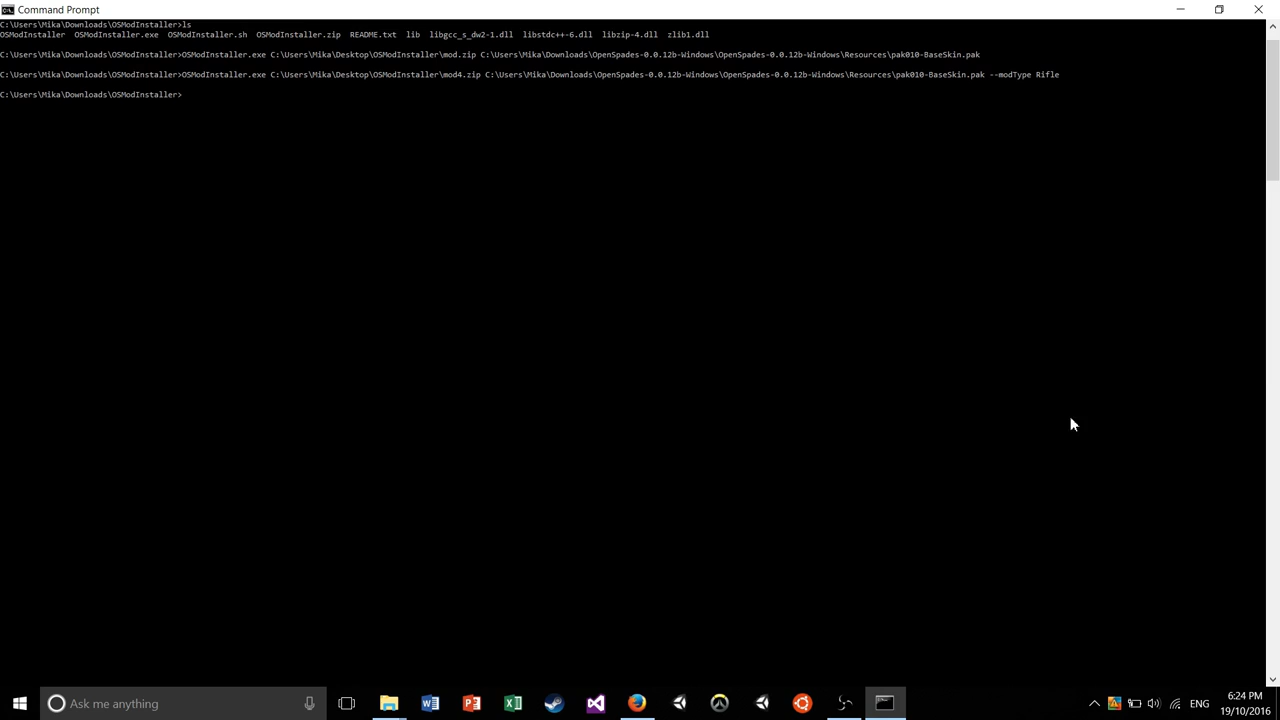 Command Prompt
C:\Users\Mika\Downloads\OSModInstaller>ls
OSModInstaller OSModInstaller.exe OSModInstaller.sh OSModInstaller.zip README.txt lib libgcc_s_dw2-1.dll libstdc++-6.dll libzip-4.dll zlib1.dll
C:\Users\Mika\Downloads\OSModInstaller>OSModInstaller.exe C:\Users\Mika\Desktop\OSModInstaller\mod.zip C:\Users\Mika\Downloads\OpenSpades-0.0.12b-Windows\OpenSpades-0.0.12b-Windows\Resources\pak010-BaseSkin.pak
C:\Users\Mika\Downloads\OSModInstaller>OSModInstaller.exe C:\Users\Mika\Desktop\OSModInstaller\mod4.zip C:\Users\Mika\Downloads\OpenSpades-0.0.12b-Windows\OpenSpades-0.0.12b-Windows\Resources\pak010-BaseSkin.pak --modType Rifle
C:\Users\Mika\Downloads\OSModInstaller>
Ask me anything
ENG
6:24 PM
19/10/2016